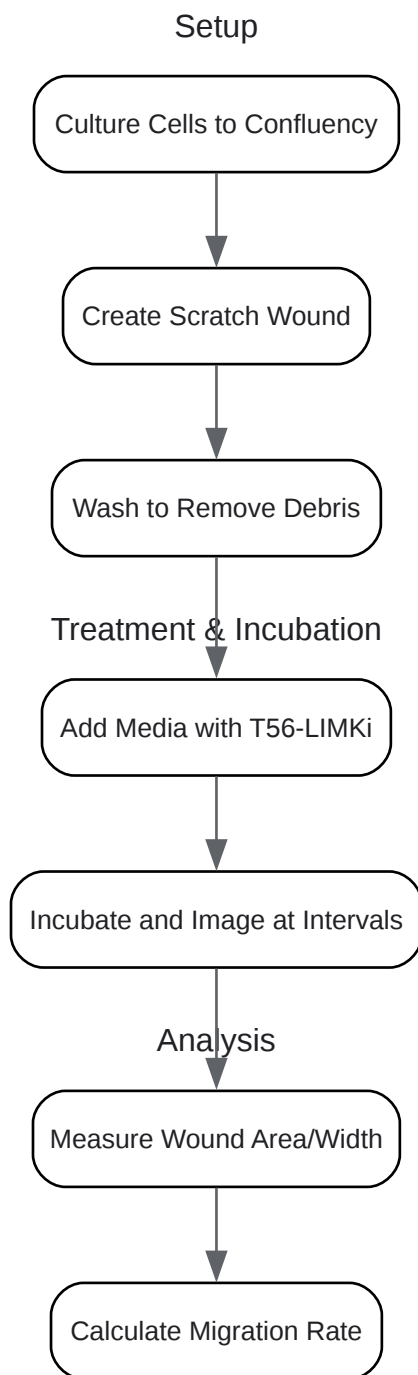 Setup
Culture Cells to Confluency
Create Scratch Wound
Wash to Remove Debris
Treatment & Incubation
Add Media with T56-LIMKi
Incubate and Image at Intervals
Analysis
Measure Wound Area/Width
Calculate Migration Rate